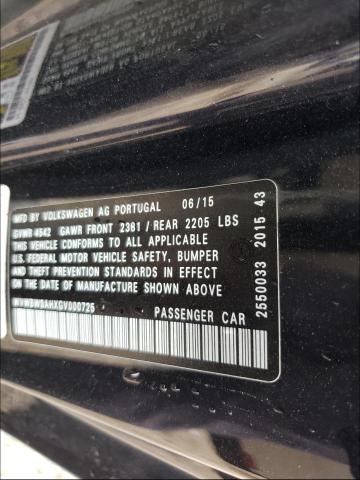 MFD BY VOLKSWAGEN AG PORTUGAL 06/15
GVWR 4542 GAWR FRONT 2381 / REAR 2205 LBS
THIS VEHICLE CONFORMS TO ALL APPLICABLE
U.S. FEDERAL MOTOR VEHICLE SAFETY, BUMPER
AND THEFT PREVENTION STANDARDS IN EFFECT
ON THE DATE OF MANUFACTURE SHOWN ABOVE
PASSENGER CAR
2550033 2015 43